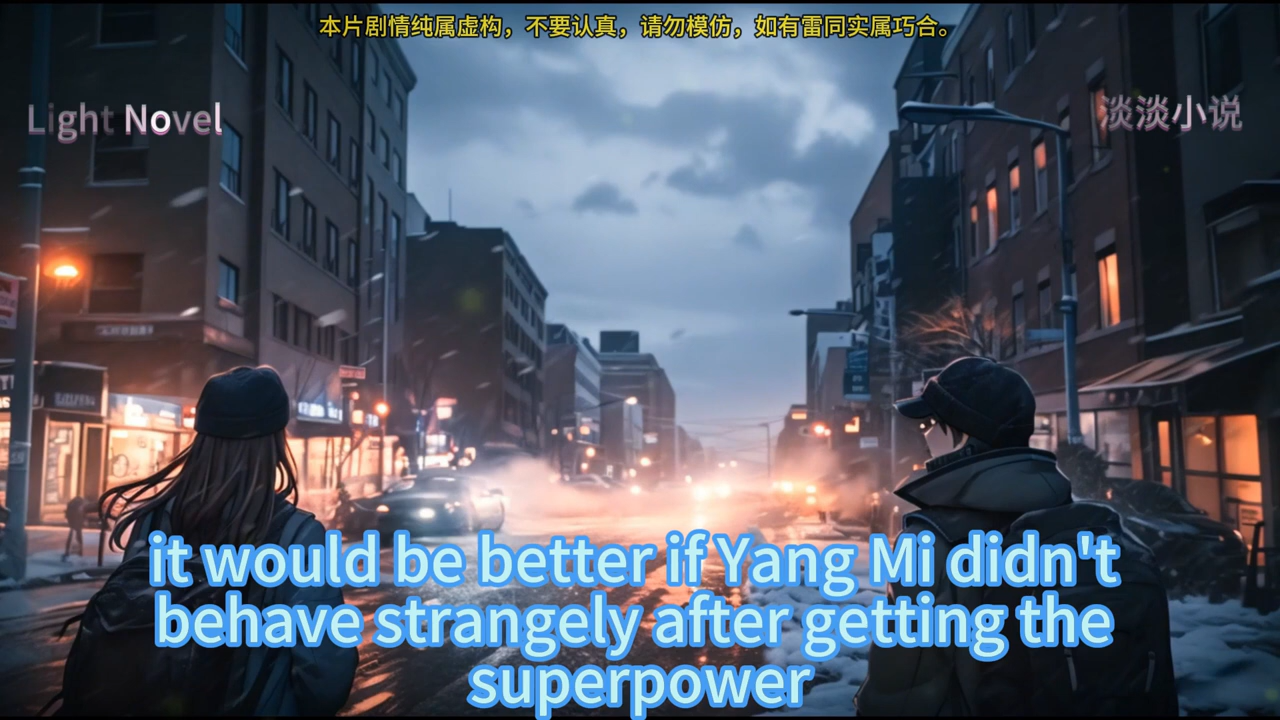 本片剧情纯属虚构，不要认真，请勿模仿，如有雷同实属巧合。
Light Novel
淡淡小说
it would be better if Yang Mi didn't
behave strangely after getting the
superpower